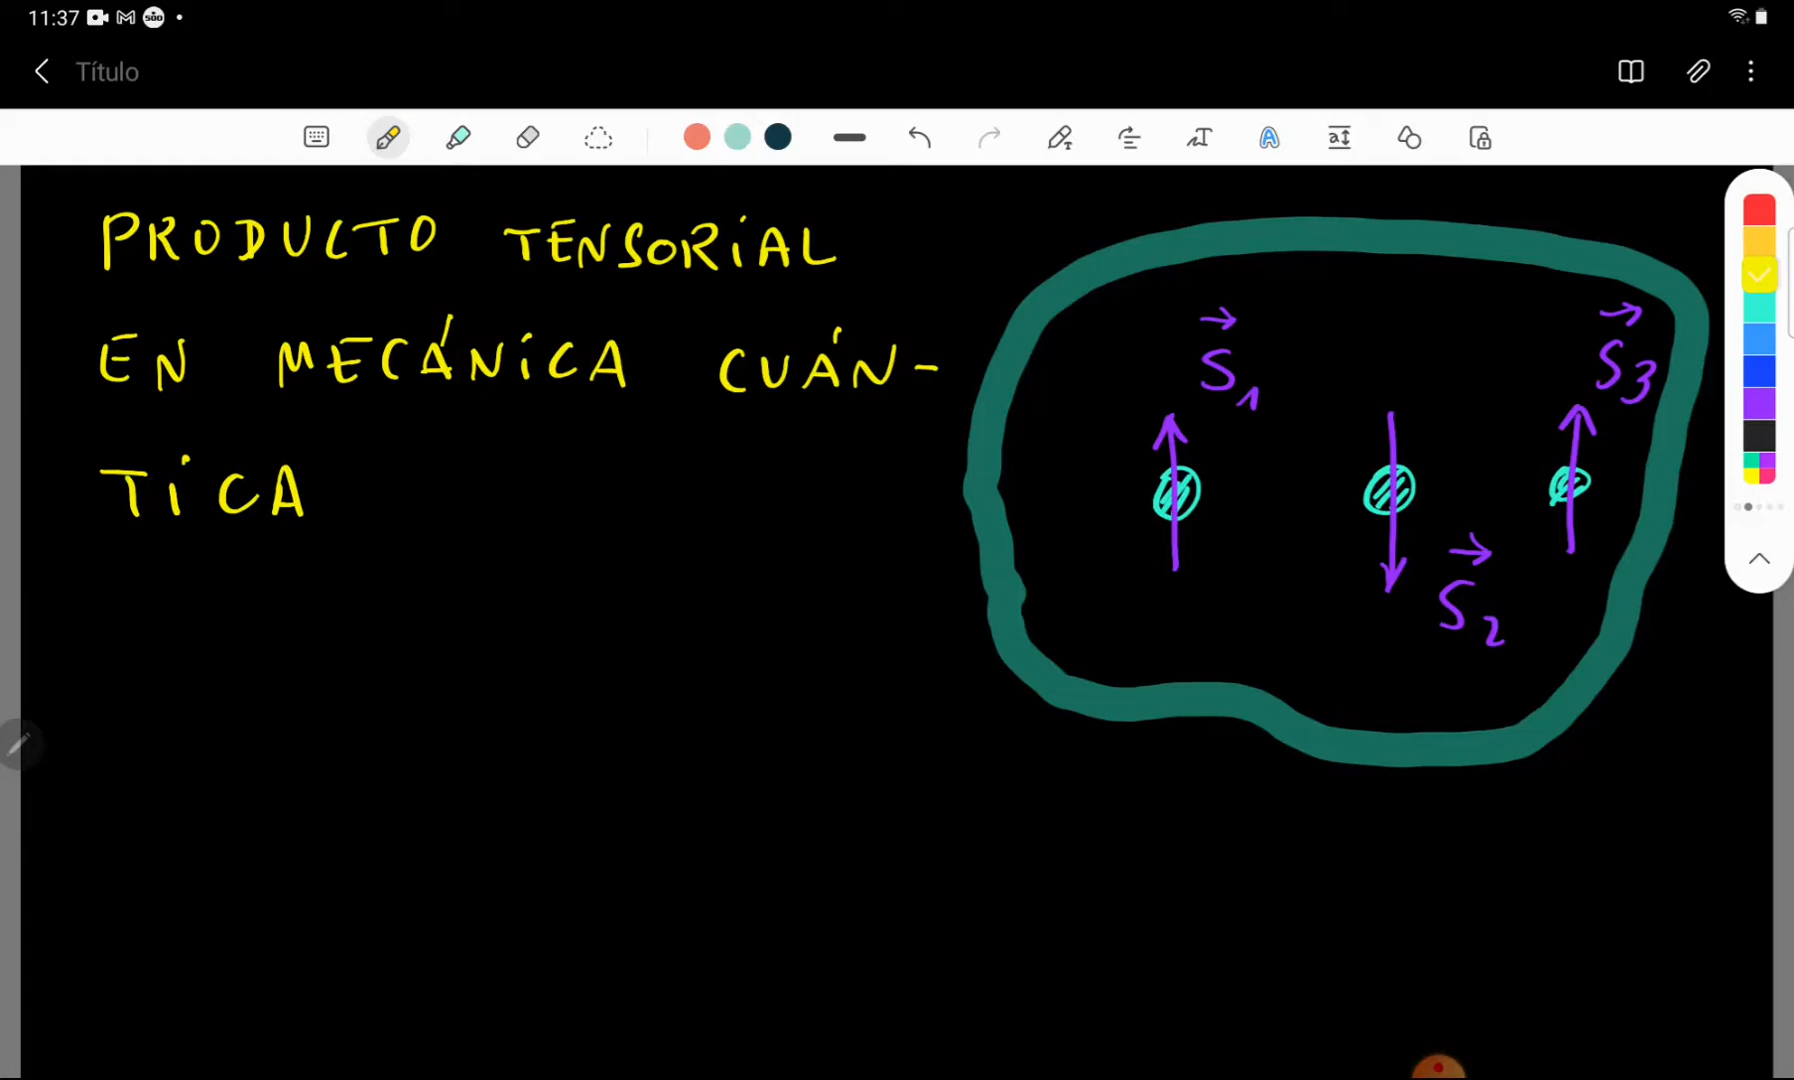 11:37
Título
PRODUCTO TENSORIAL
EN MECÁNICA CUÁN-
TICA
S⃗₁
S⃗₃
S⃗₂